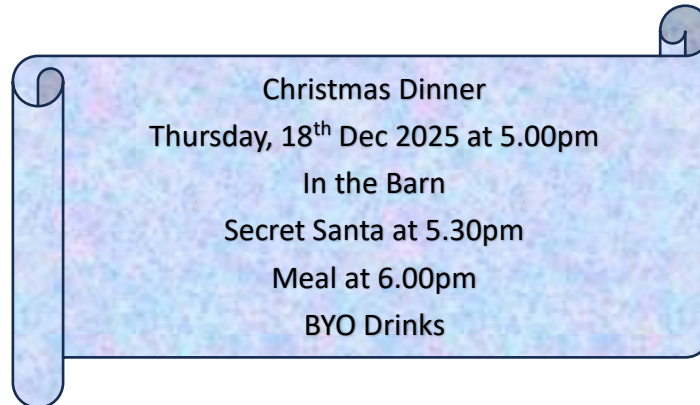 Christmas Dinner
Thursday, 18th Dec 2025 at 5.00pm
In the Barn
Secret Santa at 5.30pm
Meal at 6.00pm
BYO Drinks